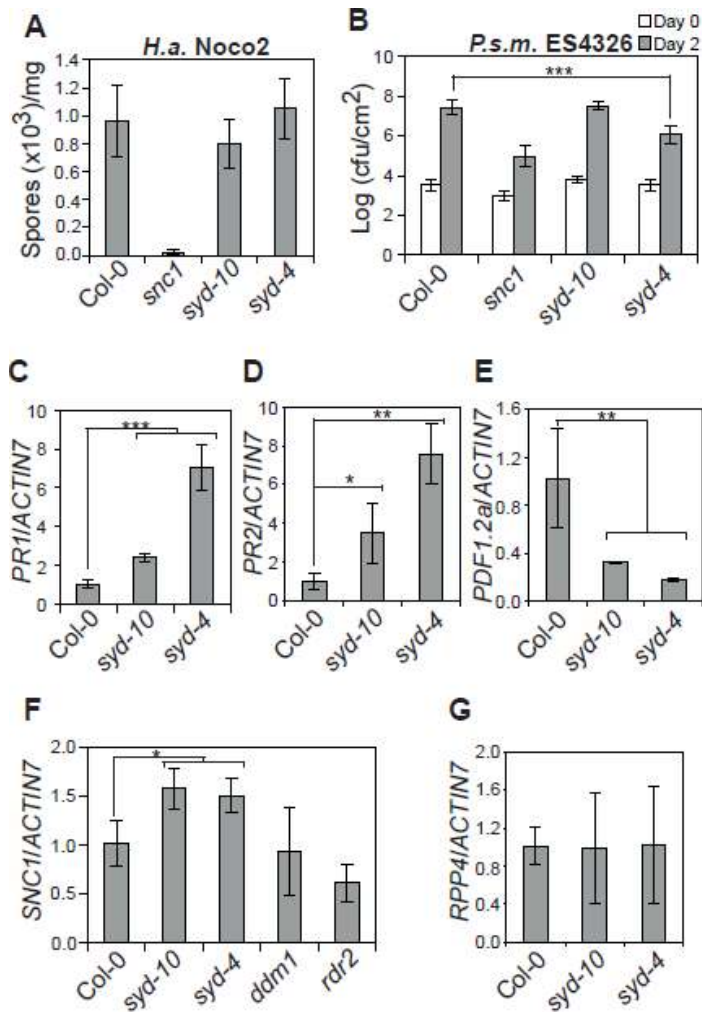 A
H.a. Noco2
Spores (x10³)/mg
1.4
1.2
1.0
0.8
0.6
0.4
0.2
0.0
Col-0
snc1
syd-10
syd-4
B
P.s.m. ES4326
Day 0
Day 2
***
Log (cfu/cm²)
10
8
6
4
2
0
Col-0
snc1
syd-10
syd-4
C
PR1/ACTIN7
10
8
6
4
2
0
***
Col-0
syd-10
syd-4
D
PR2/ACTIN7
10
8
6
4
2
0
**
*
Col-0
syd-10
syd-4
E
PDF1.2a/ACTIN7
1.6
1.2
0.8
0.4
0.0
**
Col-0
syd-10
syd-4
F
SNC1/ACTIN7
2.0
1.5
1.0
0.5
0.0
*
Col-0
syd-10
syd-4
ddm1
rdr2
G
RPP4/ACTIN7
2.0
1.6
1.2
0.8
0.4
0.0
Col-0
syd-10
syd-4